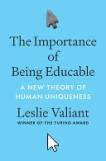 The Importance
of Being Educable
A NEW THEORY OF
HUMAN UNIQUENESS
Leslie Valiant
WINNER OF THE TURING AWARD